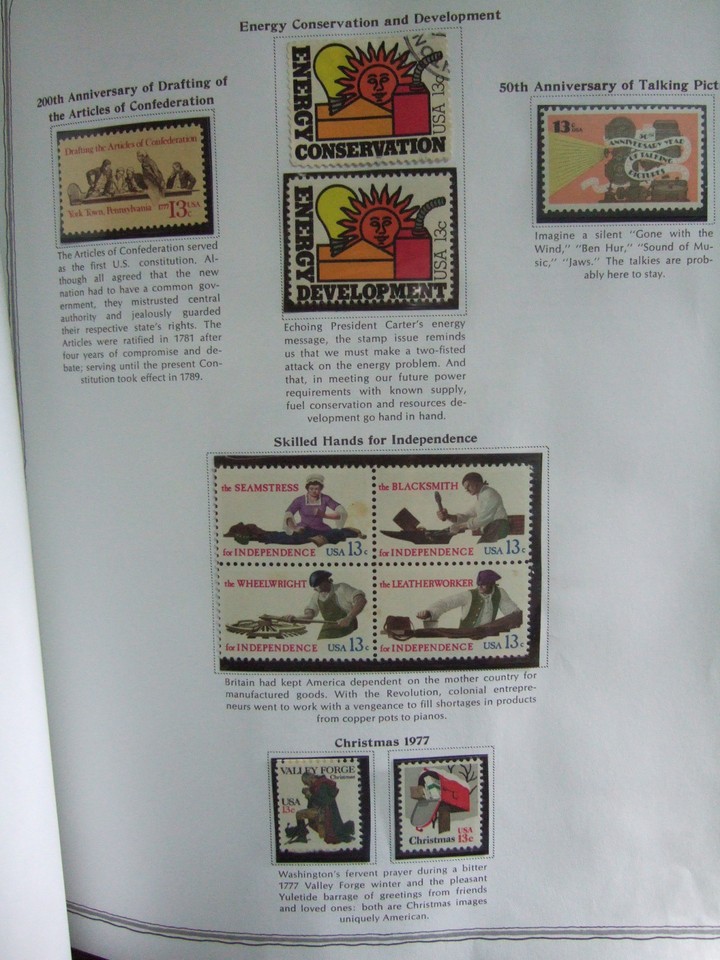 Energy Conservation and Development
200th Anniversary of Drafting of
the Articles of Confederation
Drafting the Articles of Confederation
York Town, Pennsylvania 1777 13c USA
The Articles of Confederation served
as the first U.S. constitution. Al-
though all agreed that the new
nation had to have a common gov-
ernment, they mistrusted central
authority and jealously guarded
their respective state's rights. The
Articles were ratified in 1781 after
four years of compromise and de-
bate; serving until the present Con-
stitution took effect in 1789.
ENERGY
CONSERVATION
USA 13c
ENERGY
DEVELOPMENT
USA 13c
Echoing President Carter's energy
message, the stamp issue reminds
us that we must make a two-fisted
attack on the energy problem. And
that, in meeting our future power
requirements with known supply,
fuel conservation and resources de-
velopment go hand in hand.
50th Anniversary of Talking Pict
13c USA
50th
ANNIVERSARY YEAR
OF TALKING
PICTURES
Imagine a silent "Gone with the
Wind," "Ben Hur," "Sound of Mu-
sic," "Jaws." The talkies are prob-
ably here to stay.
Skilled Hands for Independence
the SEAMSTRESS
for INDEPENDENCE USA 13c
the BLACKSMITH
for INDEPENDENCE USA 13c
the WHEELWRIGHT
for INDEPENDENCE USA 13c
the LEATHERWORKER
for INDEPENDENCE USA 13c
Britain had kept America dependent on the mother country for
manufactured goods. With the Revolution, colonial entrepre-
neurs went to work with a vengeance to fill shortages in products
from copper pots to pianos.
Christmas 1977
VALLEY FORGE
Christmas
USA
13c
Christmas
USA
13c
Washington's fervent prayer during a bitter
1777 Valley Forge winter and the pleasant
Yuletide barrage of greetings from friends
and loved ones: both are Christmas images
uniquely American.